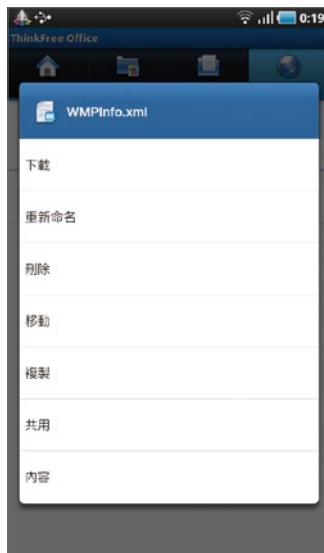 0:19
ThinkFree Office
WMPInfo.xml
下載
重新命名
刪除
移動
複製
共用
內容